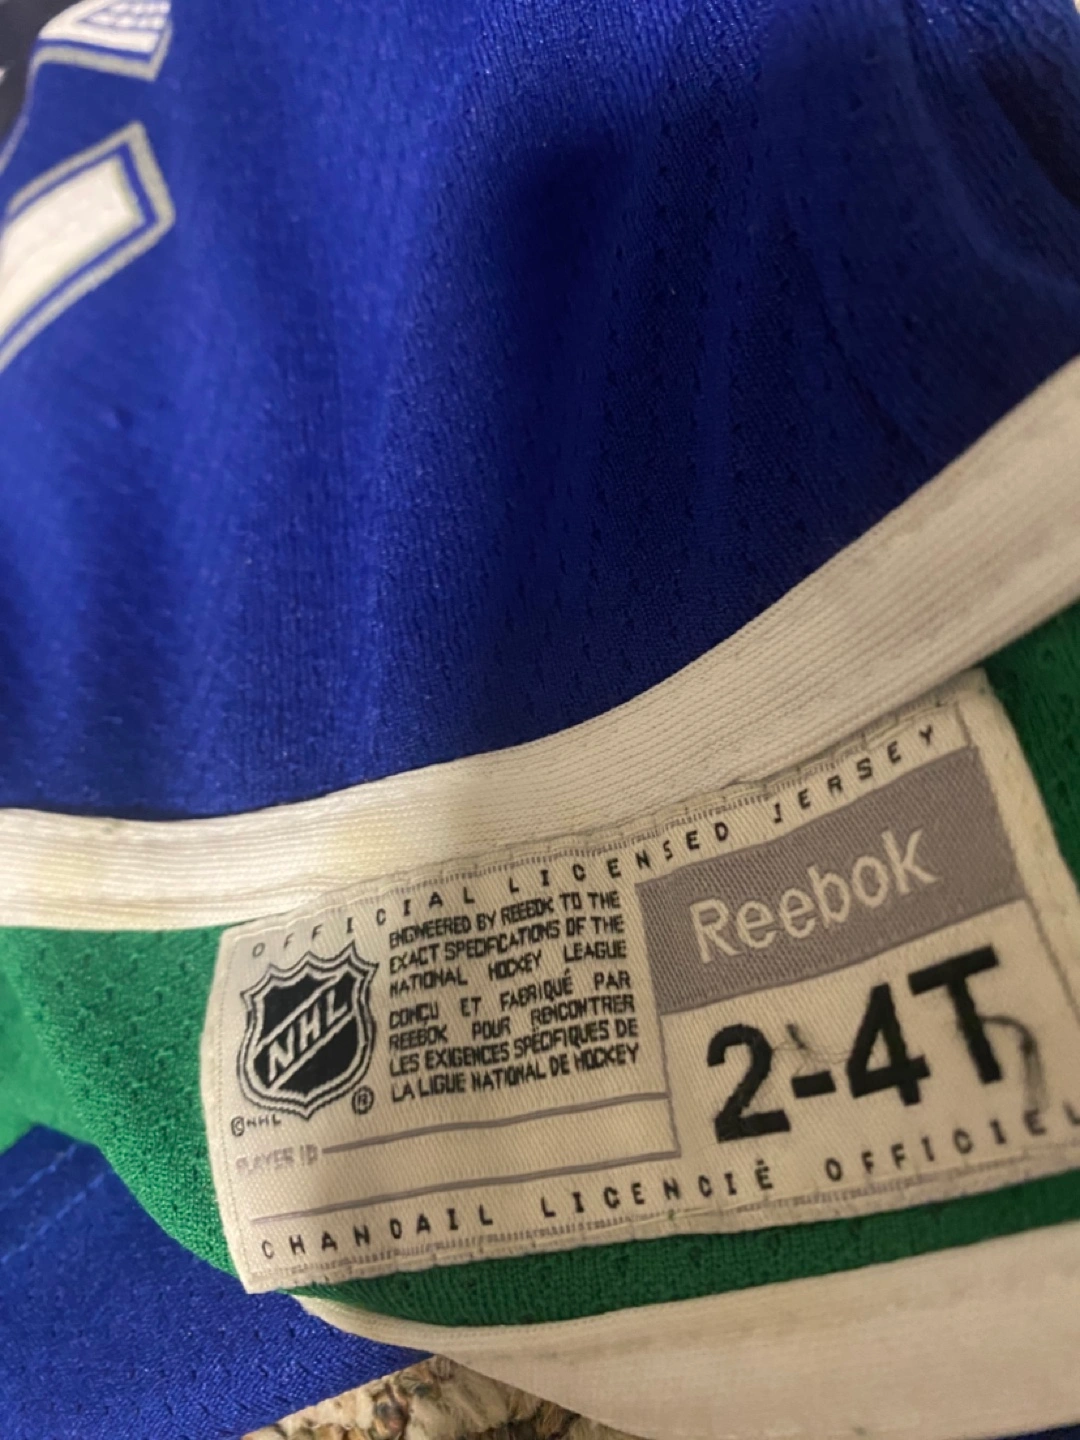 OFFICIAL LICENSED JERSEY
ENGINEERED BY REEBOK TO THE
EXACT SPECIFICATIONS OF THE
NATIONAL HOCKEY LEAGUE
CONÇU ET FABRIQUÉ PAR
REEBOK POUR RENCONTRER
LES EXIGENCES SPÉCIFIQUES DE
LA LIGUE NATIONAL DE HOCKEY
NHL
®
©NHL
PLAYER ID
Reebok
2-4T
CHANDAIL LICENCIÉ OFFICIEL